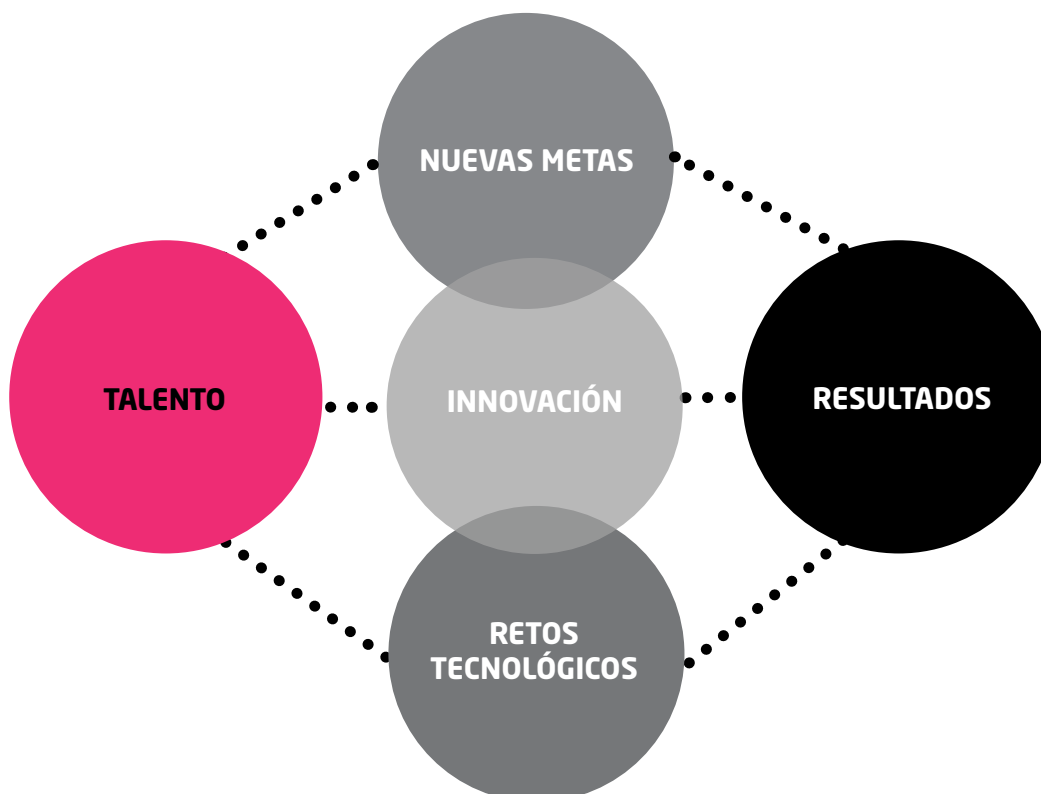 NUEVAS METAS
TALENTO
INNOVACIÓN
RESULTADOS
RETOS
TECNOLÓGICOS